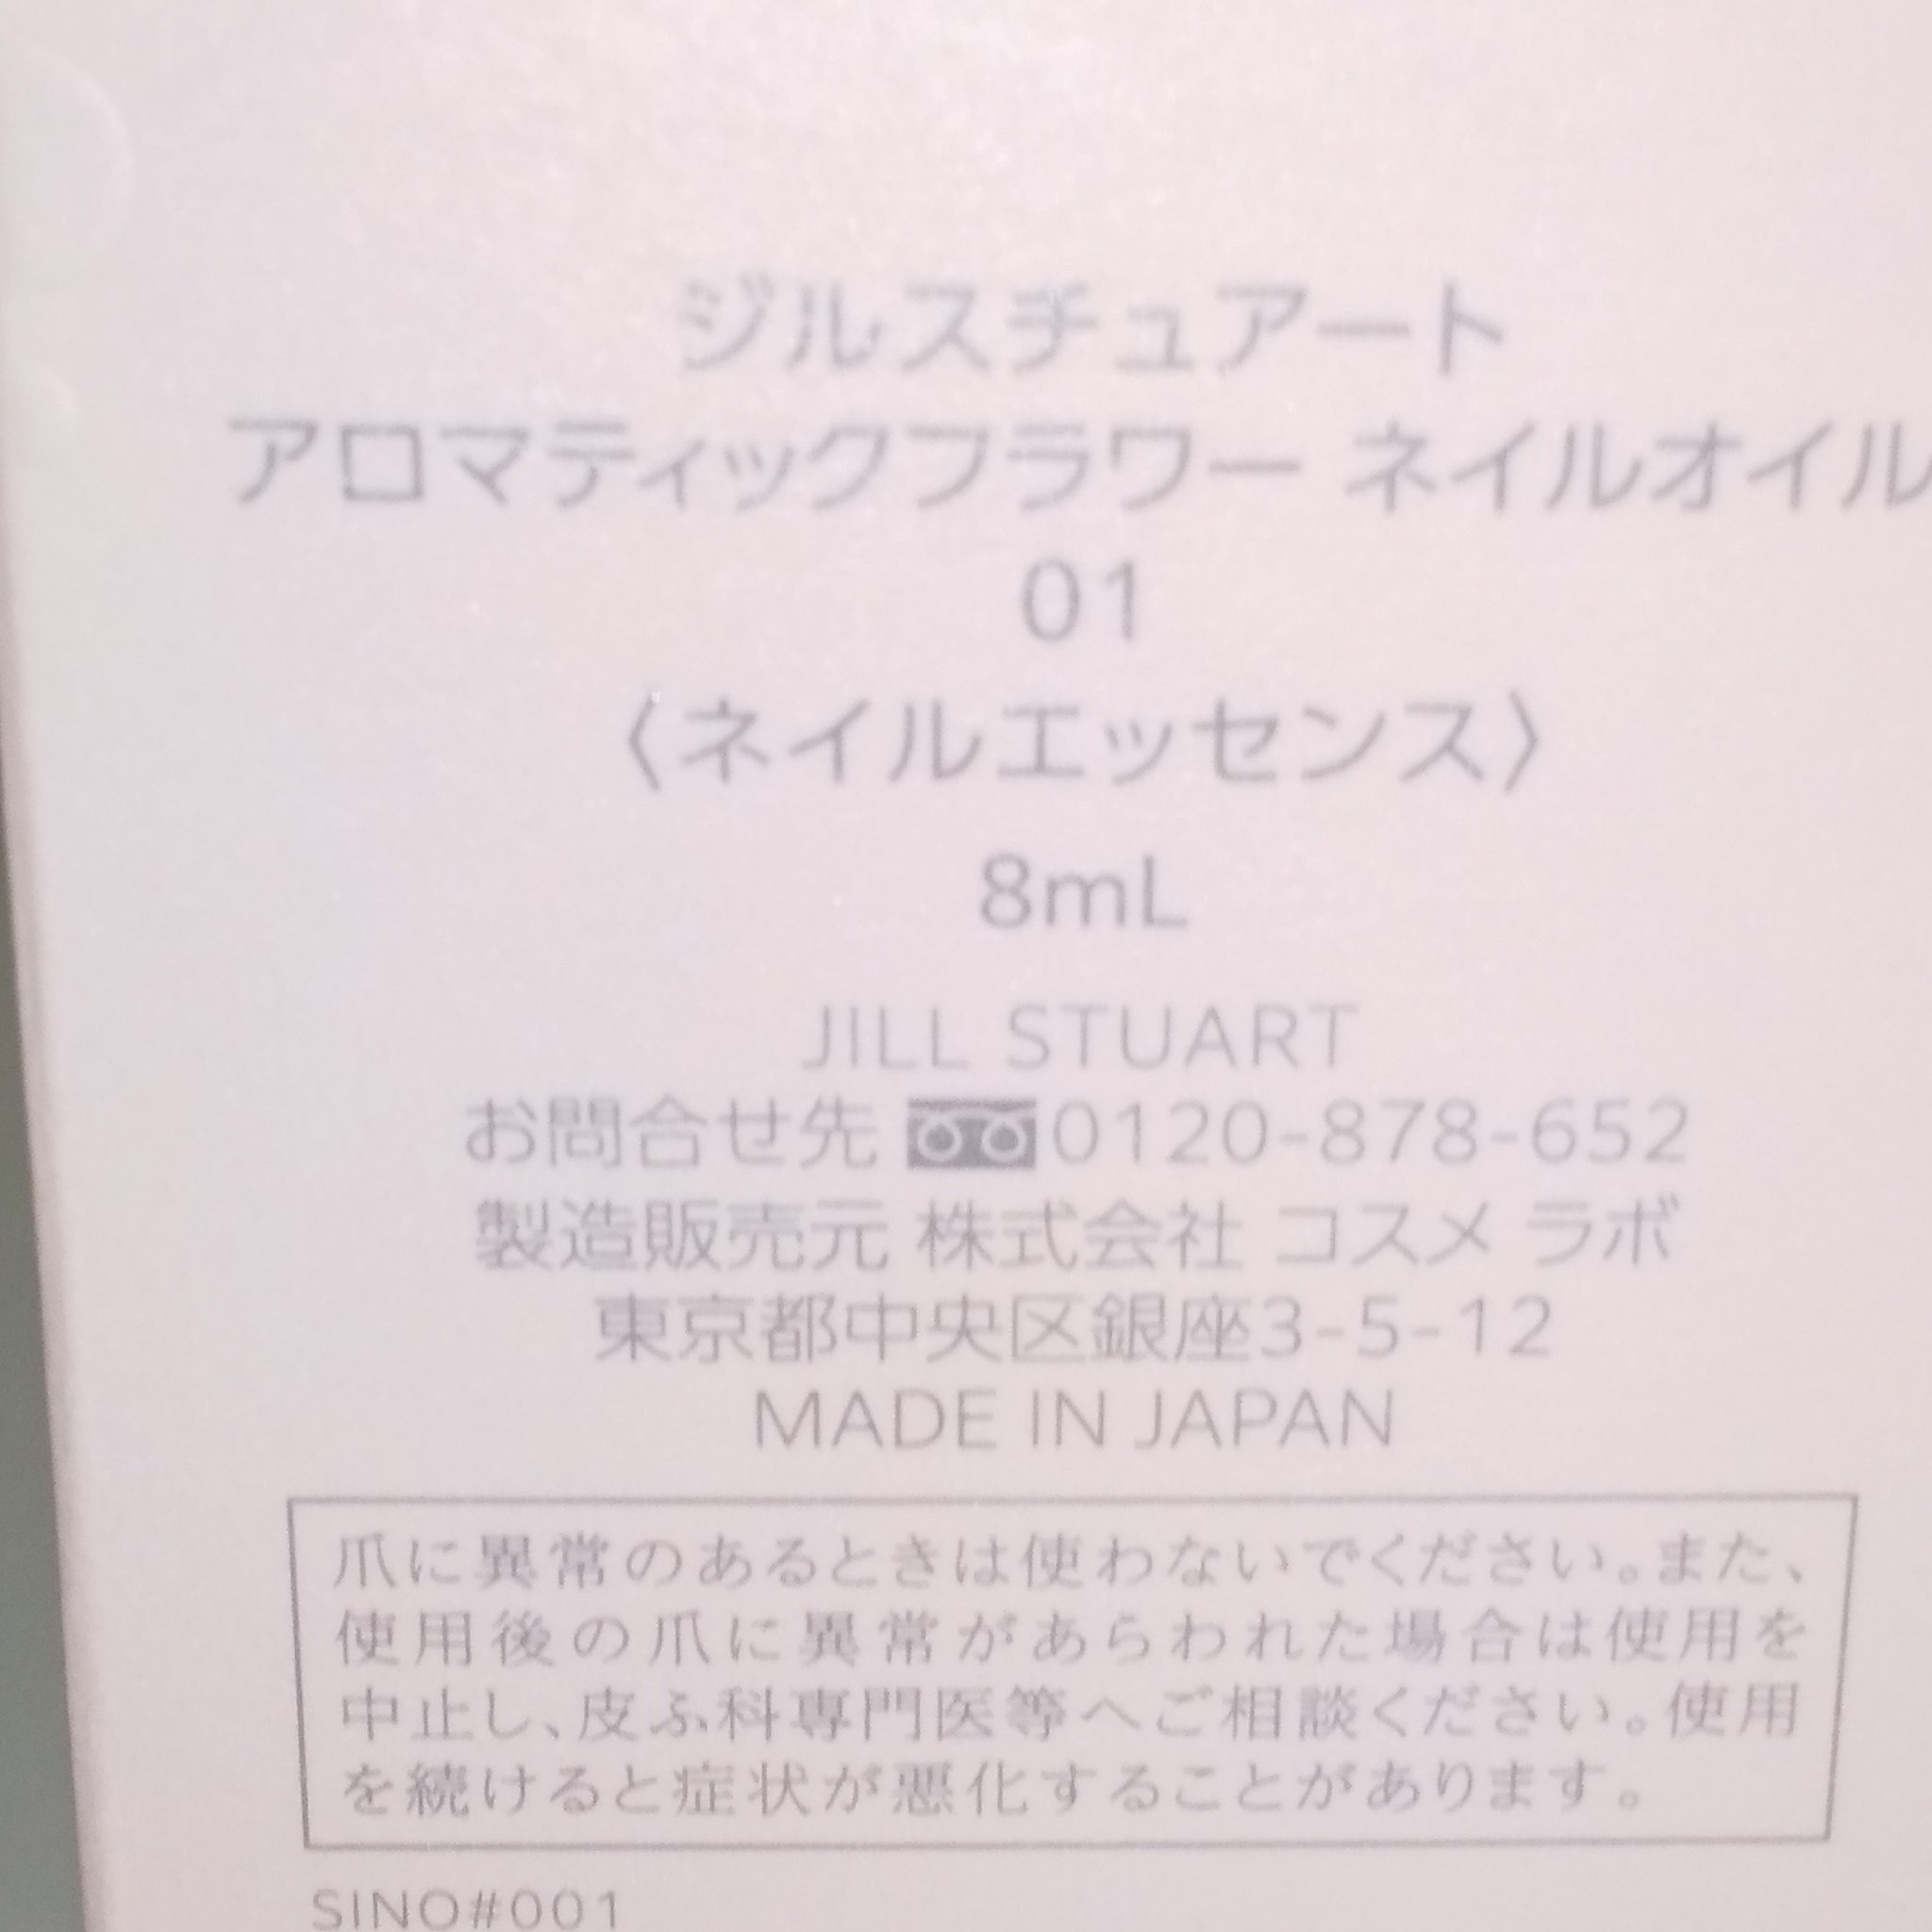 ジルスチュアート
アロマティックフラワー ネイルオイル
01
〈ネイルエッセンス〉
8mL
JILL STUART
お問合せ先 0120-878-652
製造販売元 株式会社 コスメ ラボ
東京都中央区銀座3-5-12
MADE IN JAPAN
爪に異常のあるときは使わないでください。また、
使用後の爪に異常があらわれた場合は使用を
中止し、皮ふ科専門医等へご相談ください。使用
を続けると症状が悪化することがあります。
SINO#001